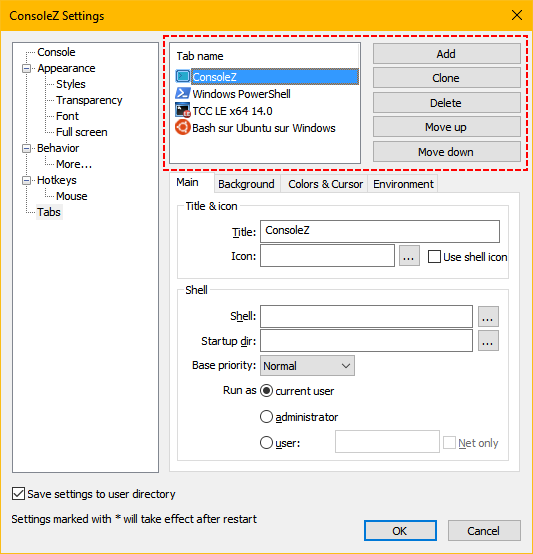 ConsoleZ Settings
Console
Appearance
Styles
Transparency
Font
Full screen
Behavior
More...
Hotkeys
Mouse
Tabs
Tab name
ConsoleZ
Windows PowerShell
TCC LE x64 14.0
Bash sur Ubuntu sur Windows
Add
Clone
Delete
Move up
Move down
Main Background Colors & Cursor Environment
Title & icon
Title: ConsoleZ
Icon: ... Use shell icon
Shell
Shell: ...
Startup dir: ...
Base priority: Normal
Run as current user
administrator
user: Net only
Save settings to user directory
Settings marked with * will take effect after restart
OK Cancel